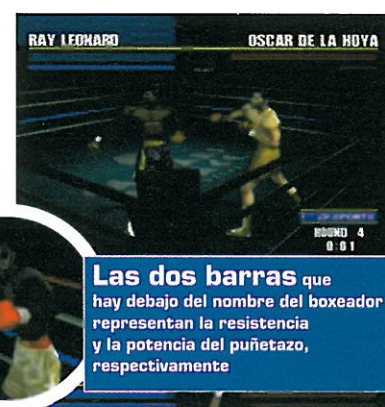 RAY LEONARD
OSCAR DE LA HOYA
ROUND 4
0:01
Las dos barras que
hay debajo del nombre del boxeador
representan la resistencia
y la potencia del puñetazo,
respectivamente